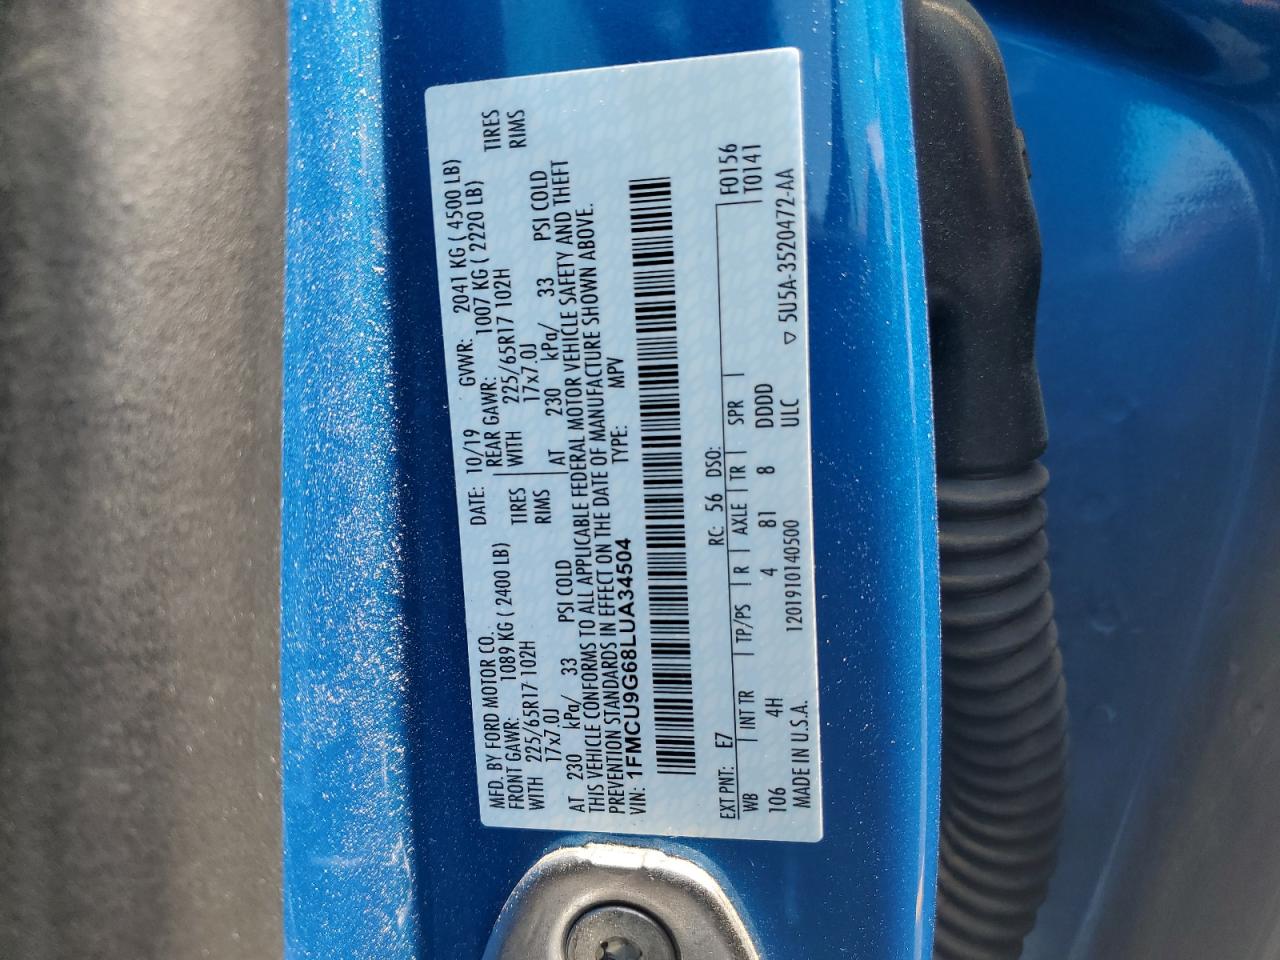 MFD. BY FORD MOTOR CO. DATE: 10/19 GVWR: 2041 KG ( 4500 LB)
FRONT GAWR: 1089 KG ( 2400 LB) REAR GAWR: 1007 KG ( 2220 LB)
WITH 225/65R17 102H TIRES WITH 225/65R17 102H TIRES
17x7.0J RIMS 17x7.0J RIMS
AT 230 kPa/ 33 PSI COLD AT 230 kPa/ 33 PSI COLD
THIS VEHICLE CONFORMS TO ALL APPLICABLE FEDERAL MOTOR VEHICLE SAFETY AND THEFT
PREVENTION STANDARDS IN EFFECT ON THE DATE OF MANUFACTURE SHOWN ABOVE.
VIN: 1FMCU9G68LUA34504 TYPE: MPV
EXT PNT: E7 RC: 56 DSO: F0156
WB INT TR TP/PS R AXLE TR SPR T0141
106 4H 4 81 8 DDDD
MADE IN U.S.A. 120191014050​0 ULC ▽ 5U5A-3520472-AA